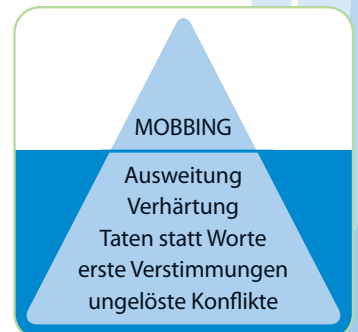 MOBBING
Ausweitung
Verhärtung
Taten statt Worte
erste Verstimmungen
ungelöste Konflikte